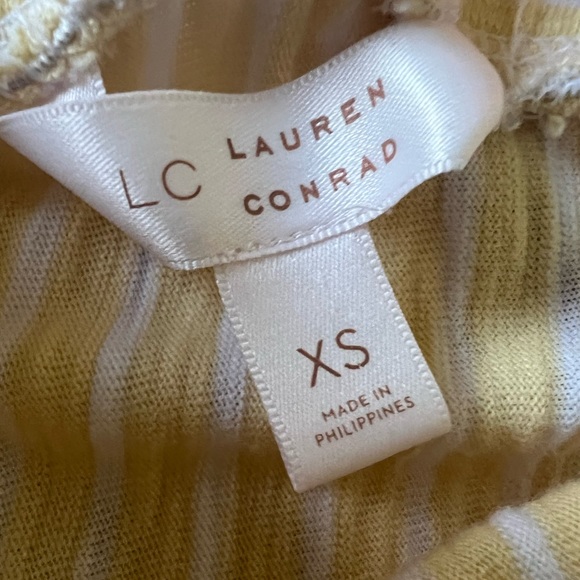 LC LAUREN
CONRAD
XS
MADE IN
PHILIPPINES